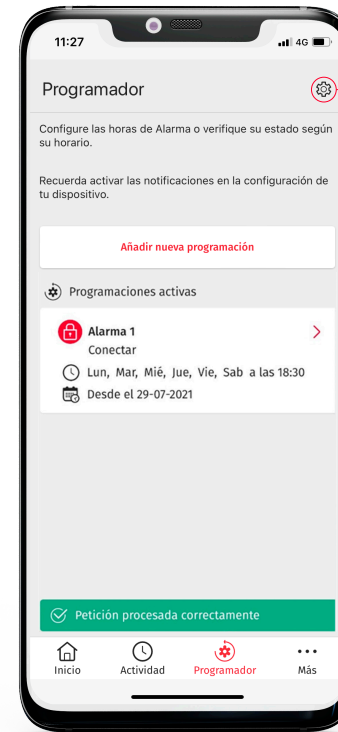 11:27
4G
Programador
Configure las horas de Alarma o verifique su estado según
su horario.
Recuerda activar las notificaciones en la configuración de
tu dispositivo.
Añadir nueva programación
Programaciones activas
Alarma 1
Conectar
Lun, Mar, Mié, Jue, Vie, Sab a las 18:30
Desde el 29-07-2021
Petición procesada correctamente
Inicio
Actividad
Programador
Más